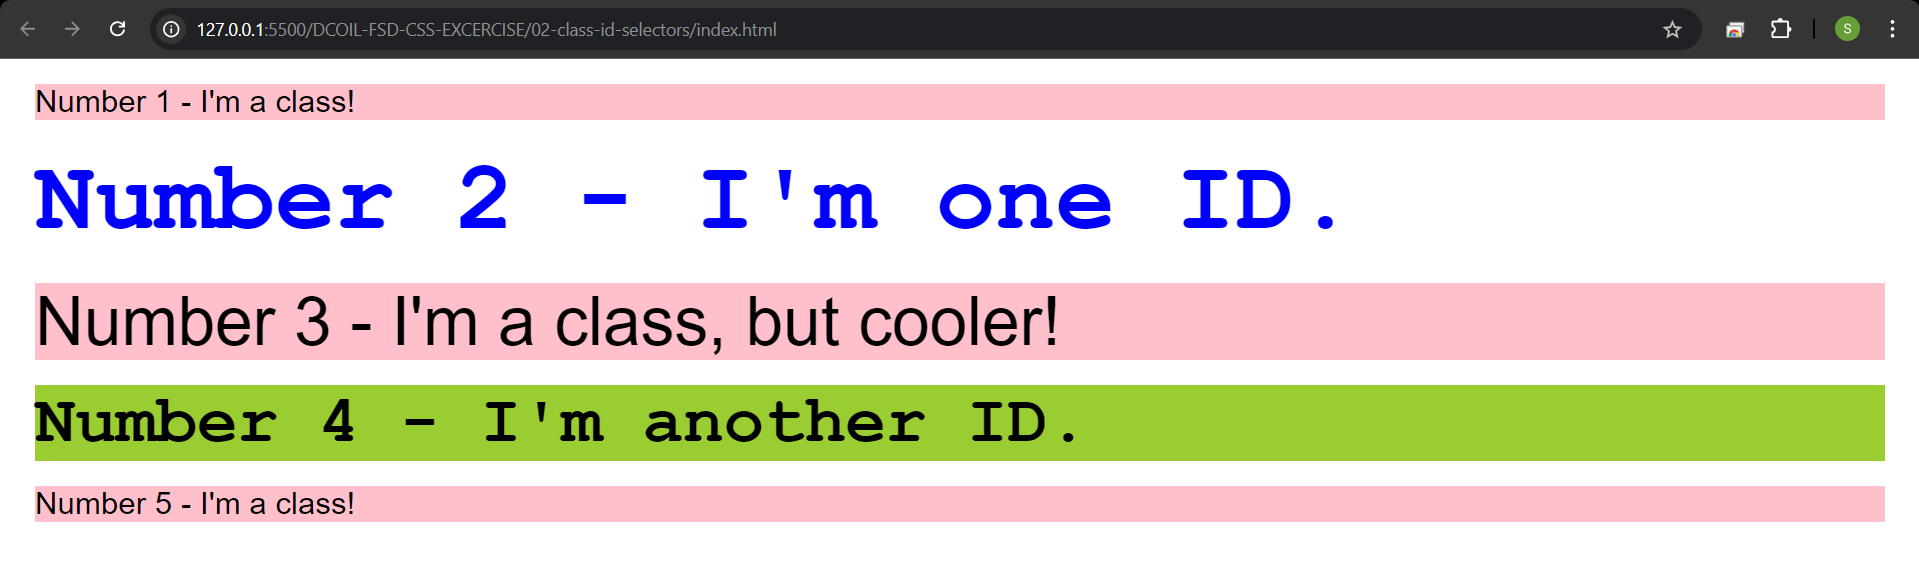 127.0.0.1:5500/DCOIL-FSD-CSS-EXCERCISE/02-class-id-selectors/index.html
S
Number 1 - I'm a class!
Number 2 - I'm one ID.
Number 3 - I'm a class, but cooler!
Number 4 - I'm another ID.
Number 5 - I'm a class!